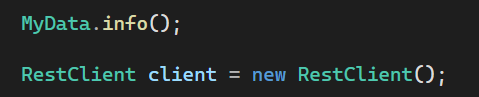 MyData.info();
RestClient client = new RestClient();